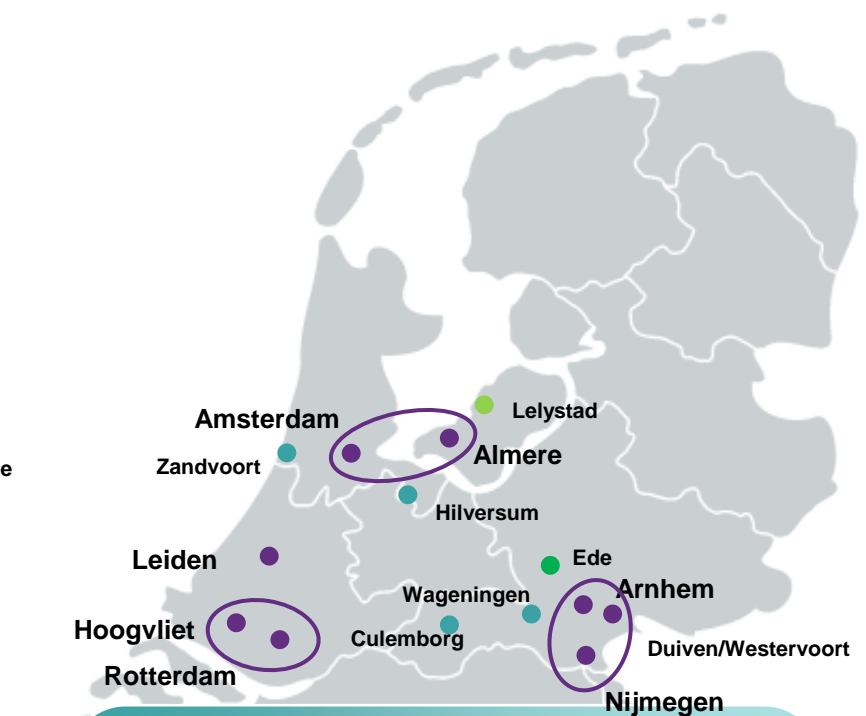 Lelystad
Amsterdam
Almere
Zandvoort
e
Hilversum
Leiden
Ede
Arnhem
Wageningen
Hoogvliet
Culemborg
Duiven/Westervoort
Rotterdam
Nijmegen